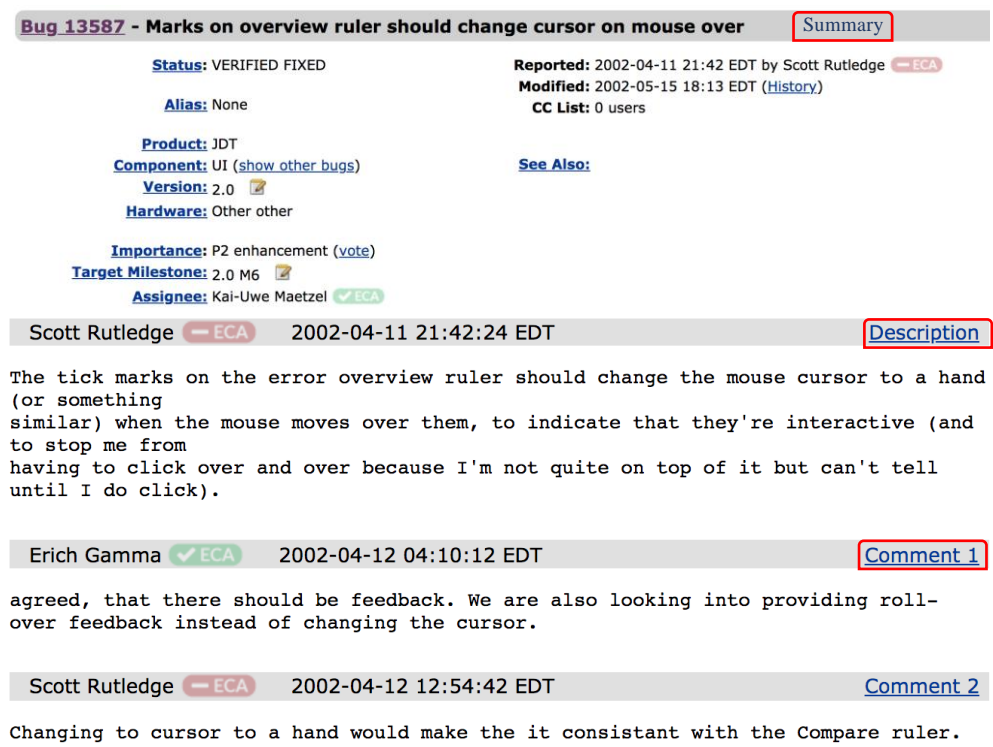 Bug 13587 - Marks on overview ruler should change cursor on mouse over Summary
Status: VERIFIED FIXED
Reported: 2002-04-11 21:42 EDT by Scott Rutledge ECA
Modified: 2002-05-15 18:13 EDT (History)
Alias: None
CC List: 0 users
Product: JDT
Component: UI (show other bugs)
See Also:
Version: 2.0
Hardware: Other other
Importance: P2 enhancement (vote)
Target Milestone: 2.0 M6
Assignee: Kai-Uwe Maetzel ECA
Scott Rutledge ECA 2002-04-11 21:42:24 EDT Description
The tick marks on the error overview ruler should change the mouse cursor to a hand
(or something
similar) when the mouse moves over them, to indicate that they're interactive (and
to stop me from
having to click over and over because I'm not quite on top of it but can't tell
until I do click).
Erich Gamma ECA 2002-04-12 04:10:12 EDT Comment 1
agreed, that there should be feedback. We are also looking into providing roll-
over feedback instead of changing the cursor.
Scott Rutledge ECA 2002-04-12 12:54:42 EDT Comment 2
Changing to cursor to a hand would make the it consistent with the Compare ruler.